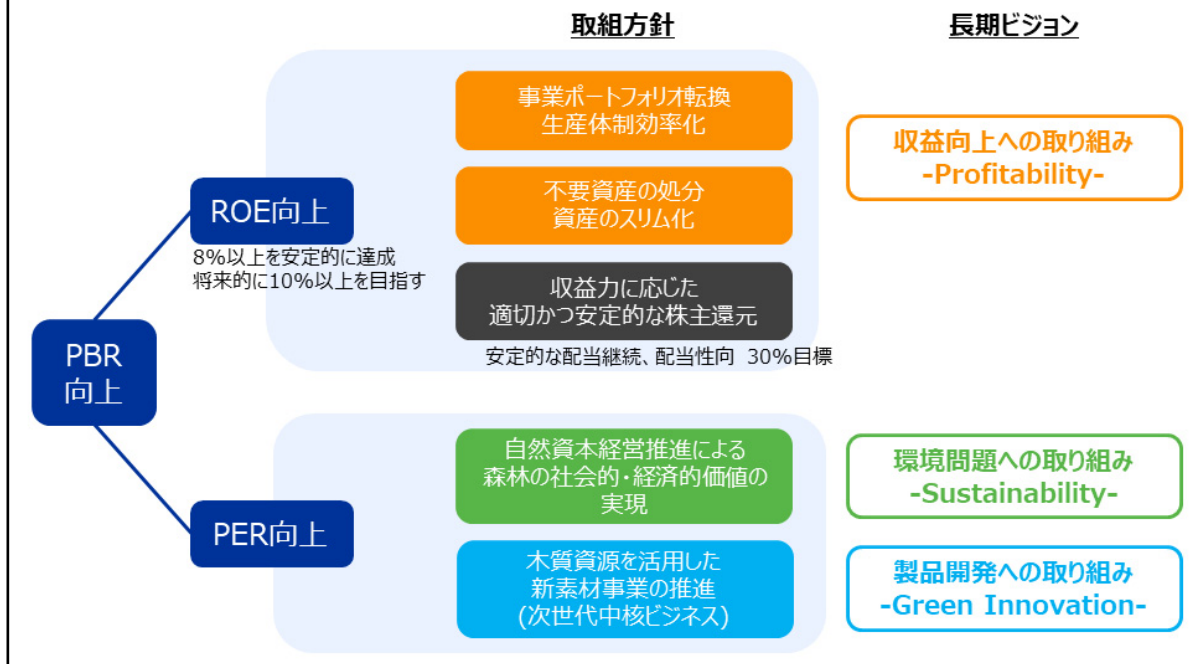 取組方針
長期ビジョン
事業ポートフォリオ転換
生産体制効率化
収益向上への取り組み
-Profitability-
不要資産の処分
資産のスリム化
ROE向上
8%以上を安定的に達成
将来的に10%以上を目指す
収益力に応じた
適切かつ安定的な株主還元
安定的な配当継続、配当性向 30%目標
PBR
向上
自然資本経営推進による
森林の社会的・経済的価値の
実現
環境問題への取り組み
-Sustainability-
PER向上
木質資源を活用した
新素材事業の推進
(次世代中核ビジネス)
製品開発への取り組み
-Green Innovation-